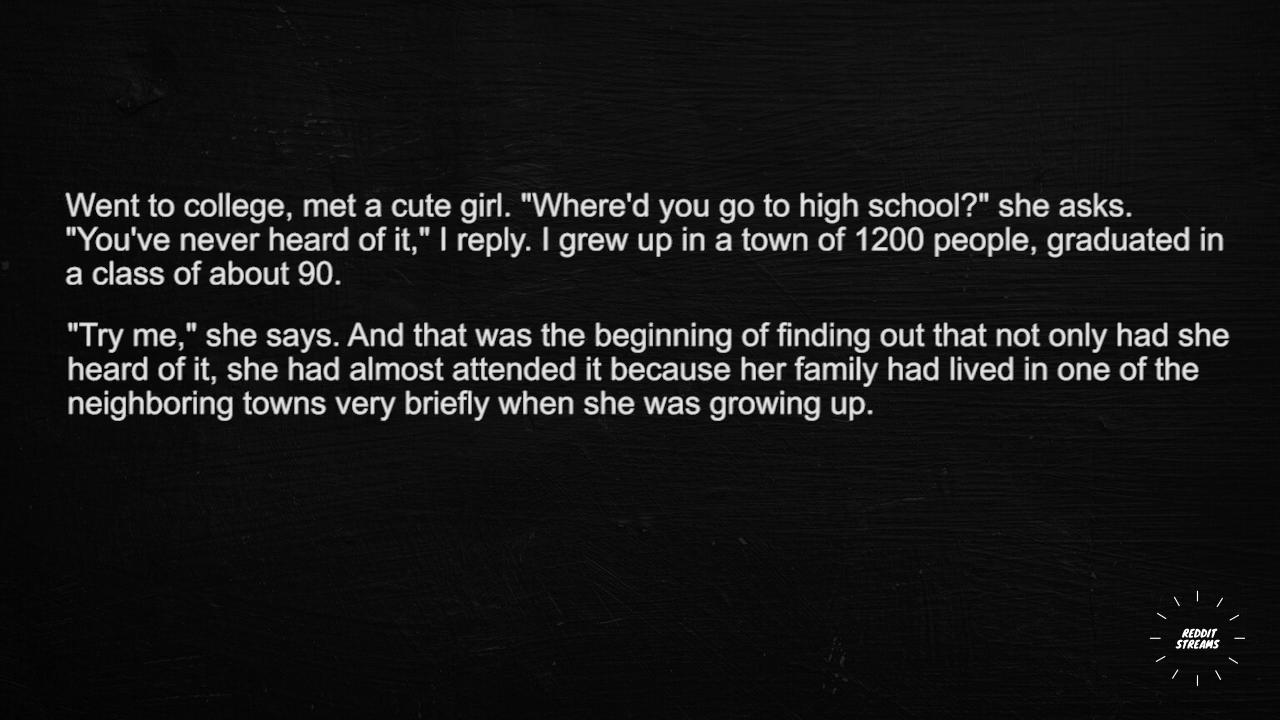 Went to college, met a cute girl. "Where'd you go to high school?" she asks.
"You've never heard of it," I reply. I grew up in a town of 1200 people, graduated in
a class of about 90.
"Try me," she says. And that was the beginning of finding out that not only had she
heard of it, she had almost attended it because her family had lived in one of the
neighboring towns very briefly when she was growing up.
REDDIT
STREAMS